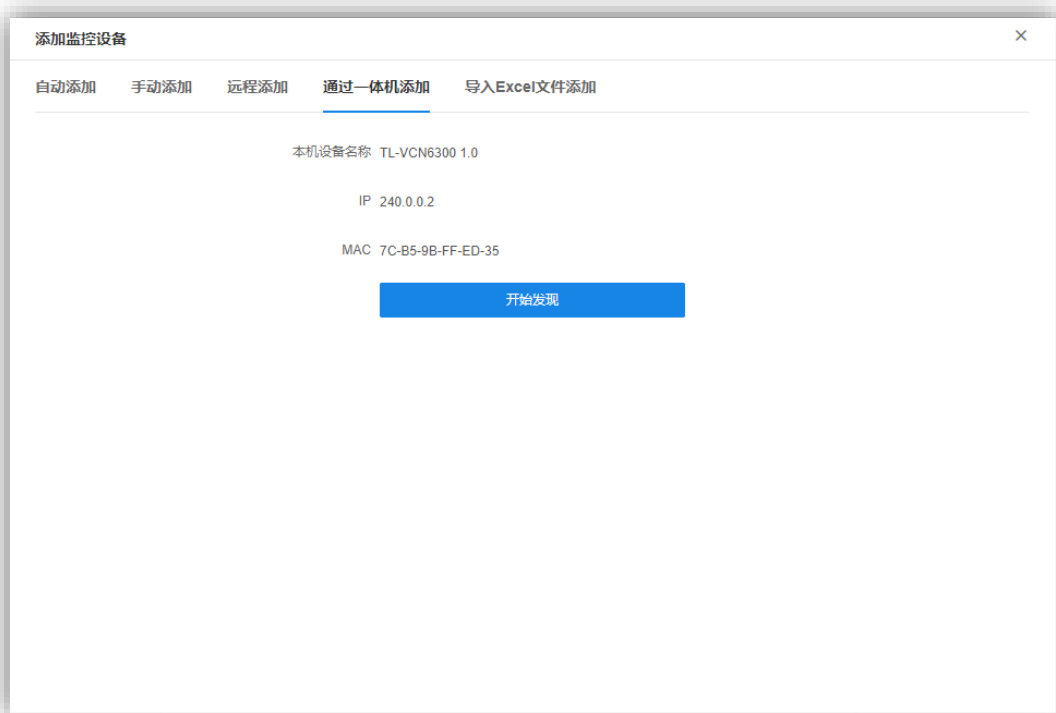 添加监控设备
自动添加 手动添加 远程添加 通过一体机添加 导入Excel文件添加
本机设备名称 TL-VCN6300 1.0
IP 240.0.0.2
MAC 7C-B5-9B-FF-ED-35
开始发现